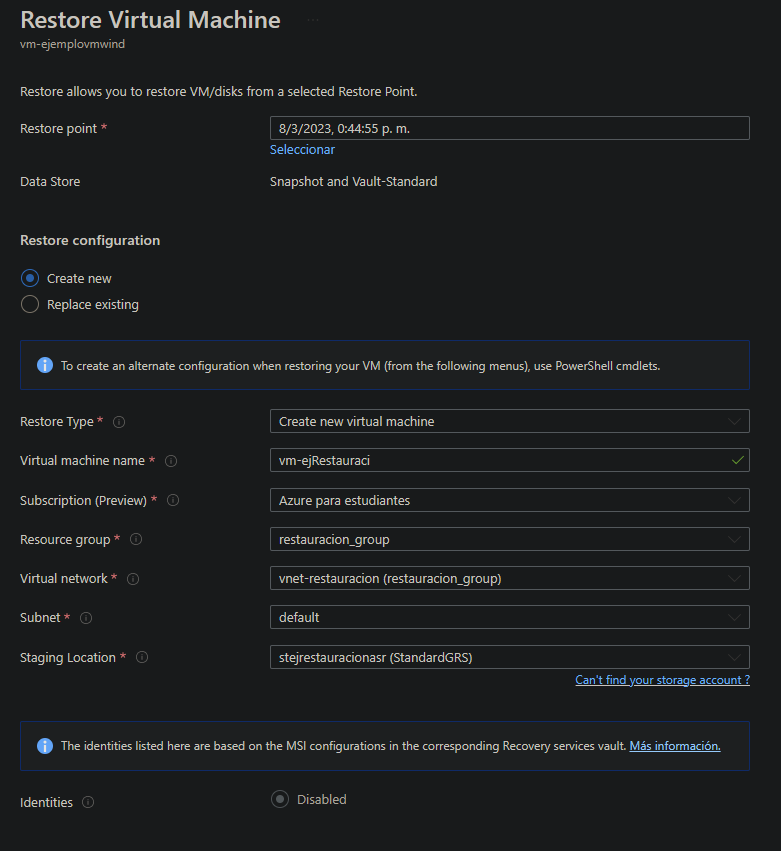 Restore Virtual Machine ...
vm-ejemplovmwind
Restore allows you to restore VM/disks from a selected Restore Point.
Restore point * 8/3/2023, 0:44:55 p. m.
Seleccionar
Data Store Snapshot and Vault-Standard
Restore configuration
Create new
Replace existing
To create an alternate configuration when restoring your VM (from the following menus), use PowerShell cmdlets.
Restore Type * Create new virtual machine
Virtual machine name * vm-ejRestauraci
Subscription (Preview) * Azure para estudiantes
Resource group * restauracion_group
Virtual network * vnet-restauracion (restauracion_group)
Subnet * default
Staging Location * stejrestauracionasr (StandardGRS)
Can't find your storage account ?
The identities listed here are based on the MSI configurations in the corresponding Recovery services vault. Más información.
Identities Disabled